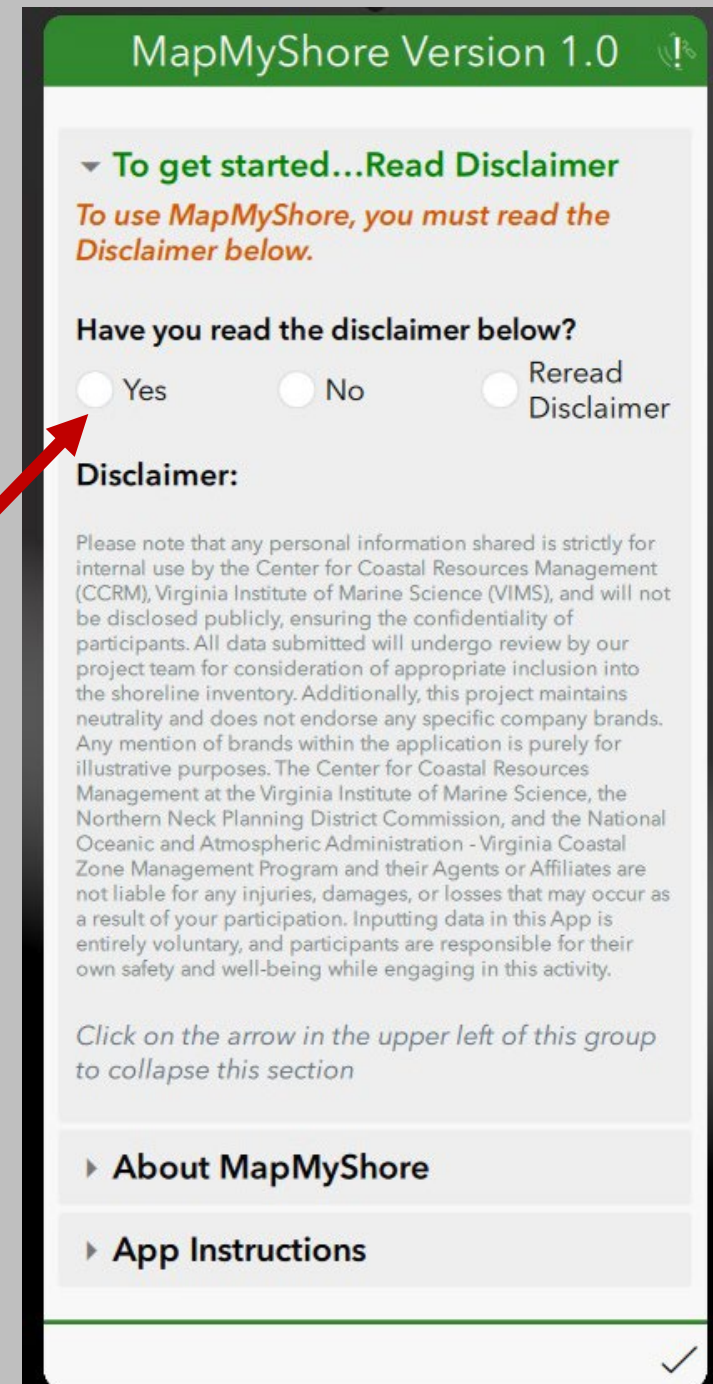 MapMyShore Version 1.0
To get started...Read Disclaimer
To use MapMyShore, you must read the
Disclaimer below.
Have you read the disclaimer below?
Yes
No
Reread
Disclaimer
Disclaimer:
Please note that any personal information shared is strictly for
internal use by the Center for Coastal Resources Management
(CCRM), Virginia Institute of Marine Science (VIMS), and will not
be disclosed publicly, ensuring the confidentiality of
participants. All data submitted will undergo review by our
project team for consideration of appropriate inclusion into
the shoreline inventory. Additionally, this project maintains
neutrality and does not endorse any specific company brands.
Any mention of brands within the application is purely for
illustrative purposes. The Center for Coastal Resources
Management at the Virginia Institute of Marine Science, the
Northern Neck Planning District Commission, and the National
Oceanic and Atmospheric Administration - Virginia Coastal
Zone Management Program and their Agents or Affiliates are
not liable for any injuries, damages, or losses that may occur as
a result of your participation. Inputting data in this App is
entirely voluntary, and participants are responsible for their
own safety and well-being while engaging in this activity.
Click on the arrow in the upper left of this group
to collapse this section
About MapMyShore
App Instructions